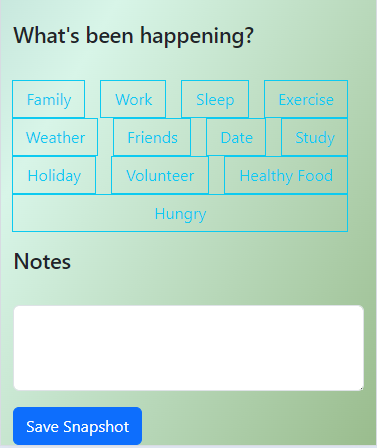 What's been happening?
Family Work Sleep Exercise
Weather Friends Date Study
Holiday Volunteer Healthy Food
Hungry
Notes
Save Snapshot